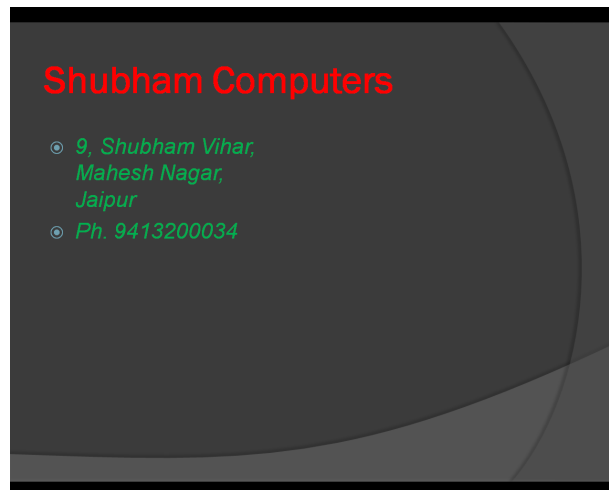 Shubham Computers
9, Shubham Vihar,
Mahesh Nagar,
Jaipur
Ph. 9413200034